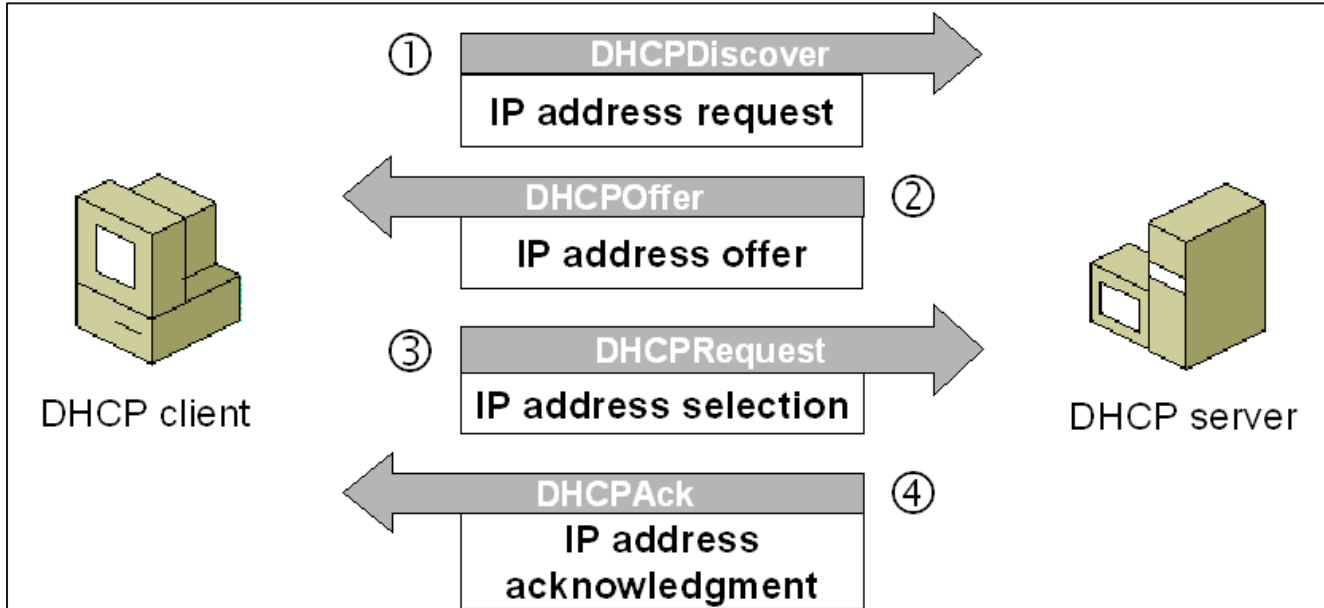 ① DHCPDiscover
IP address request
DHCPOffer ②
IP address offer
③ DHCPRequest
IP address selection
DHCP client
DHCP server
DHCPAck ④
IP address
acknowledgment